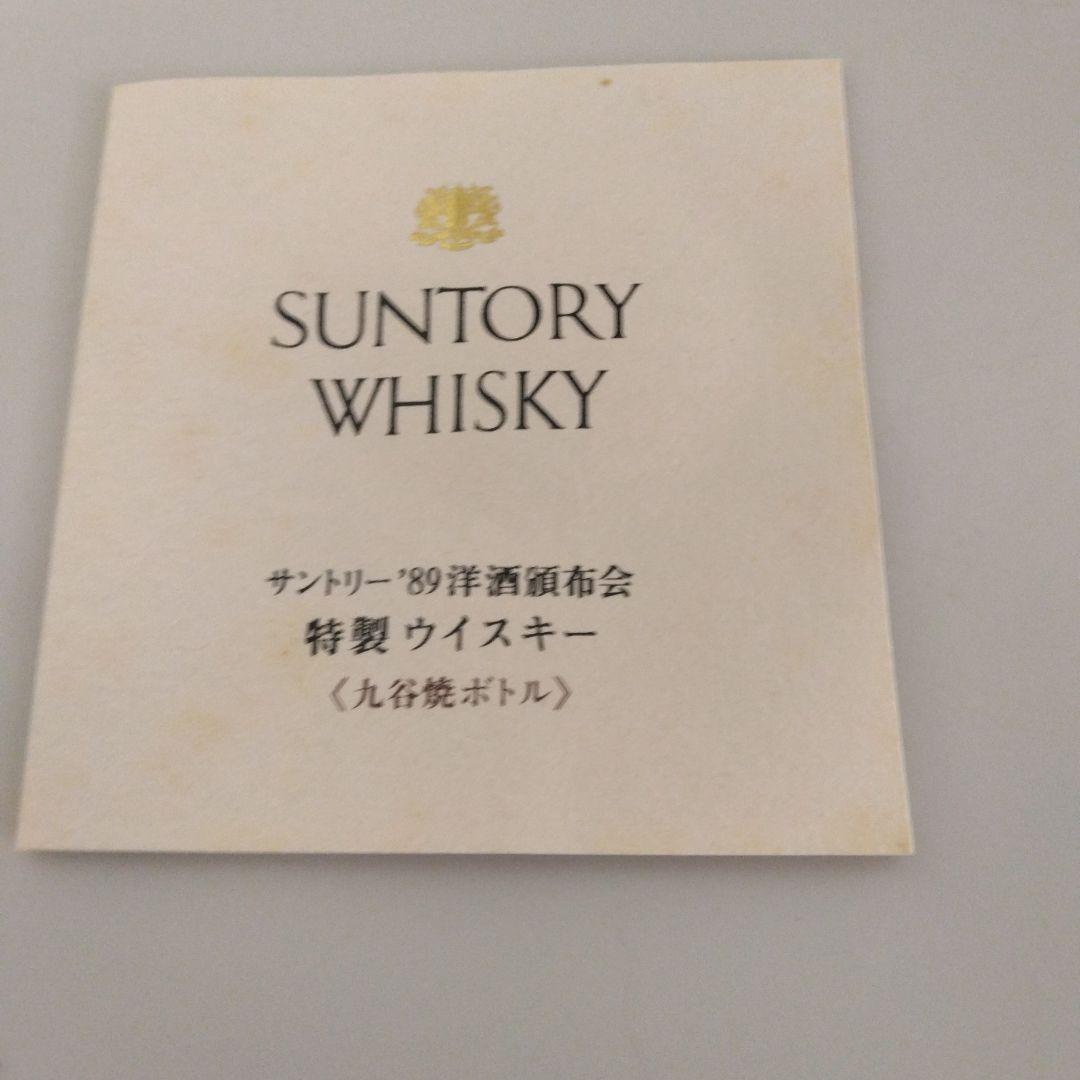 SUNTORY
WHISKY
サントリー’89洋酒頒布会
特製 ウイスキー
《九谷焼ボトル》